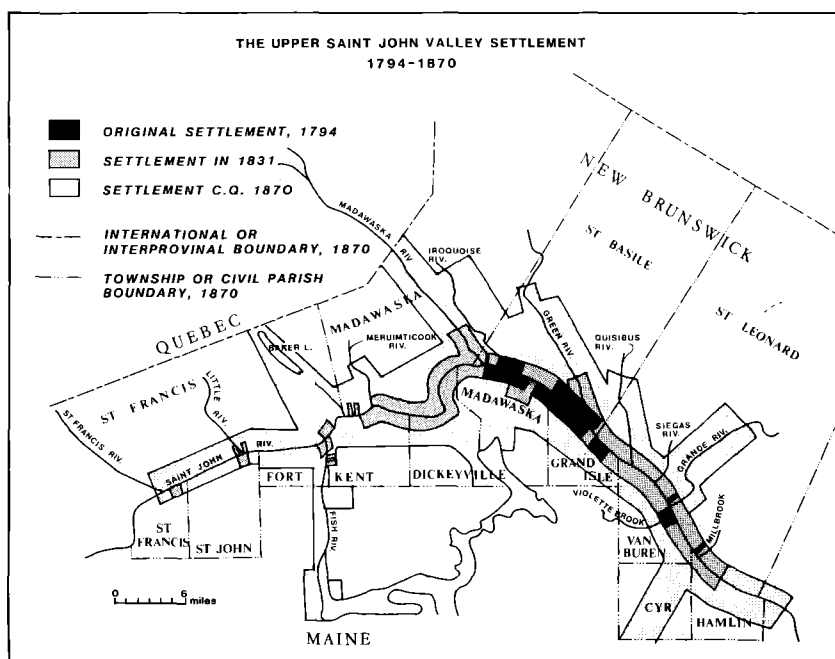 THE UPPER SAINT JOHN VALLEY SETTLEMENT
1794-1870
ORIGINAL SETTLEMENT, 1794
SETTLEMENT IN 1831
SETTLEMENT C.Q. 1870
INTERNATIONAL OR
INTERPROVINAL BOUNDARY, 1870
TOWNSHIP OR CIVIL PARISH
BOUNDARY, 1870
NEW BRUNSWICK
ST BASILE
ST LEONARD
MADAWASKA RIV.
IROQUOISE
RIV.
GREEN RIV.
QUISIBUS
RIV.
SIEGAS
RIV.
GRANDE RIV.
MILLBROOK
QUEBEC
MADAWASKA
MERUIMTICOOK
RIV.
BAKER L.
ST FRANCIS
LITTLE
RIV.
ST FRANCIS RIV.
SAINT JOHN RIV.
MADAWASKA
FORT KENT
DICKEYVILLE
GRAND
ISLE
VIOLETTE BROOK
VAN
BUREN
CYR
HAMLIN
FISH RIV.
ST
FRANCIS
ST JOHN
0 6
miles
MAINE